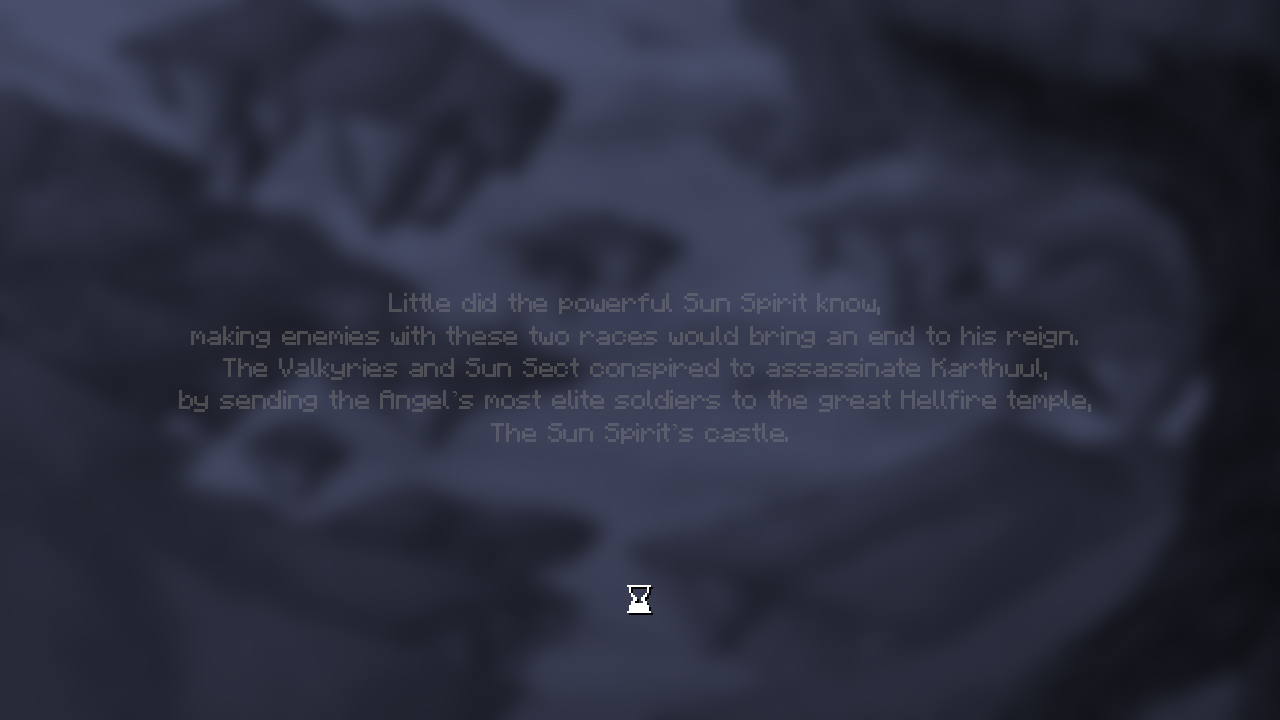 Little did the powerful Sun Spirit know,
making enemies with these two races would bring an end to his reign.
The Valkyries and Sun Sect conspired to assassinate Karthuul,
by sending the Angel's most elite soldiers to the great Hellfire temple,
The Sun Spirit's castle.